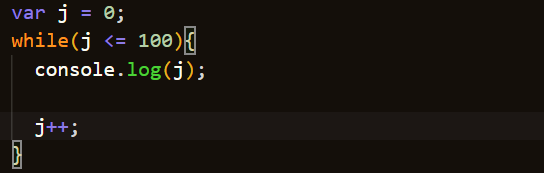 var j = 0;
while(j <= 100){
  console.log(j);

  j++;
}